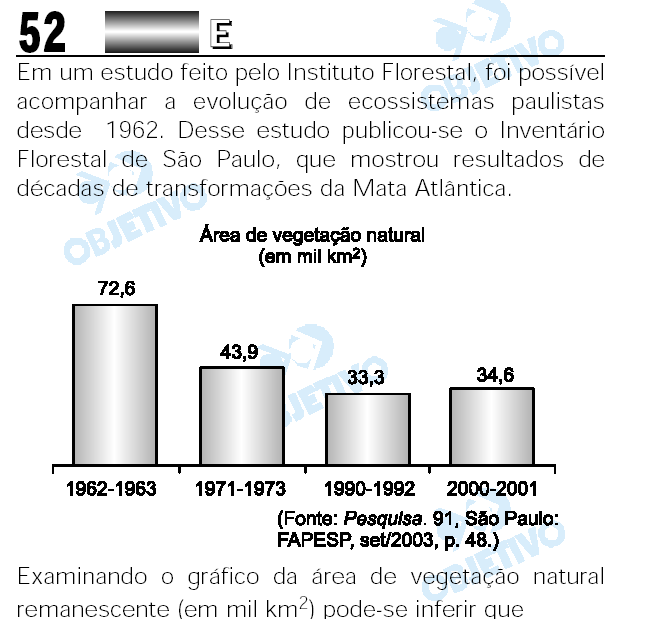 52 E
Em um estudo feito pelo Instituto Florestal, foi possível
acompanhar a evolução de ecossistemas paulistas
desde 1962. Desse estudo publicou-se o Inventário
Florestal de São Paulo, que mostrou resultados de
décadas de transformações da Mata Atlântica.
Área de vegetação natural
(em mil km²)
72,6
43,9
33,3
34,6
1962-1963 1971-1973 1990-1992 2000-2001
(Fonte: Pesquisa. 91, São Paulo:
FAPESP, set/2003, p. 48.)
Examinando o gráfico da área de vegetação natural
remanescente (em mil km²) pode-se inferir que
OBJETIVO
OBJETIVO
OBJETIVO
OBJETIVO